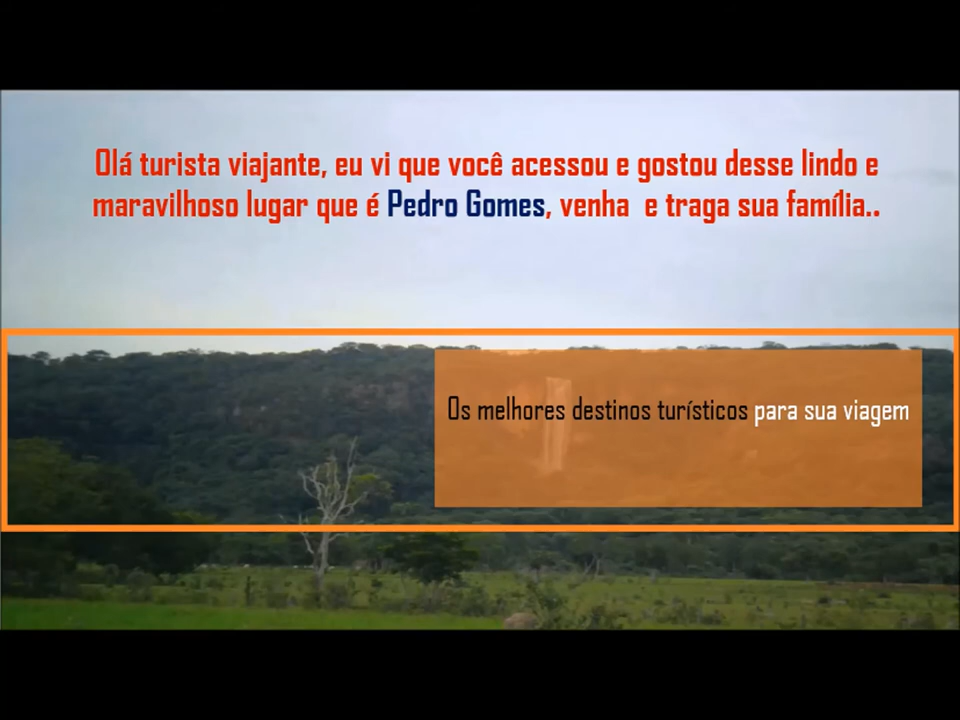 Olá turista viajante, eu vi que você acessou e gostou desse lindo e
maravilhoso lugar que é Pedro Gomes, venha e traga sua família..
Os melhores destinos turísticos para sua viagem